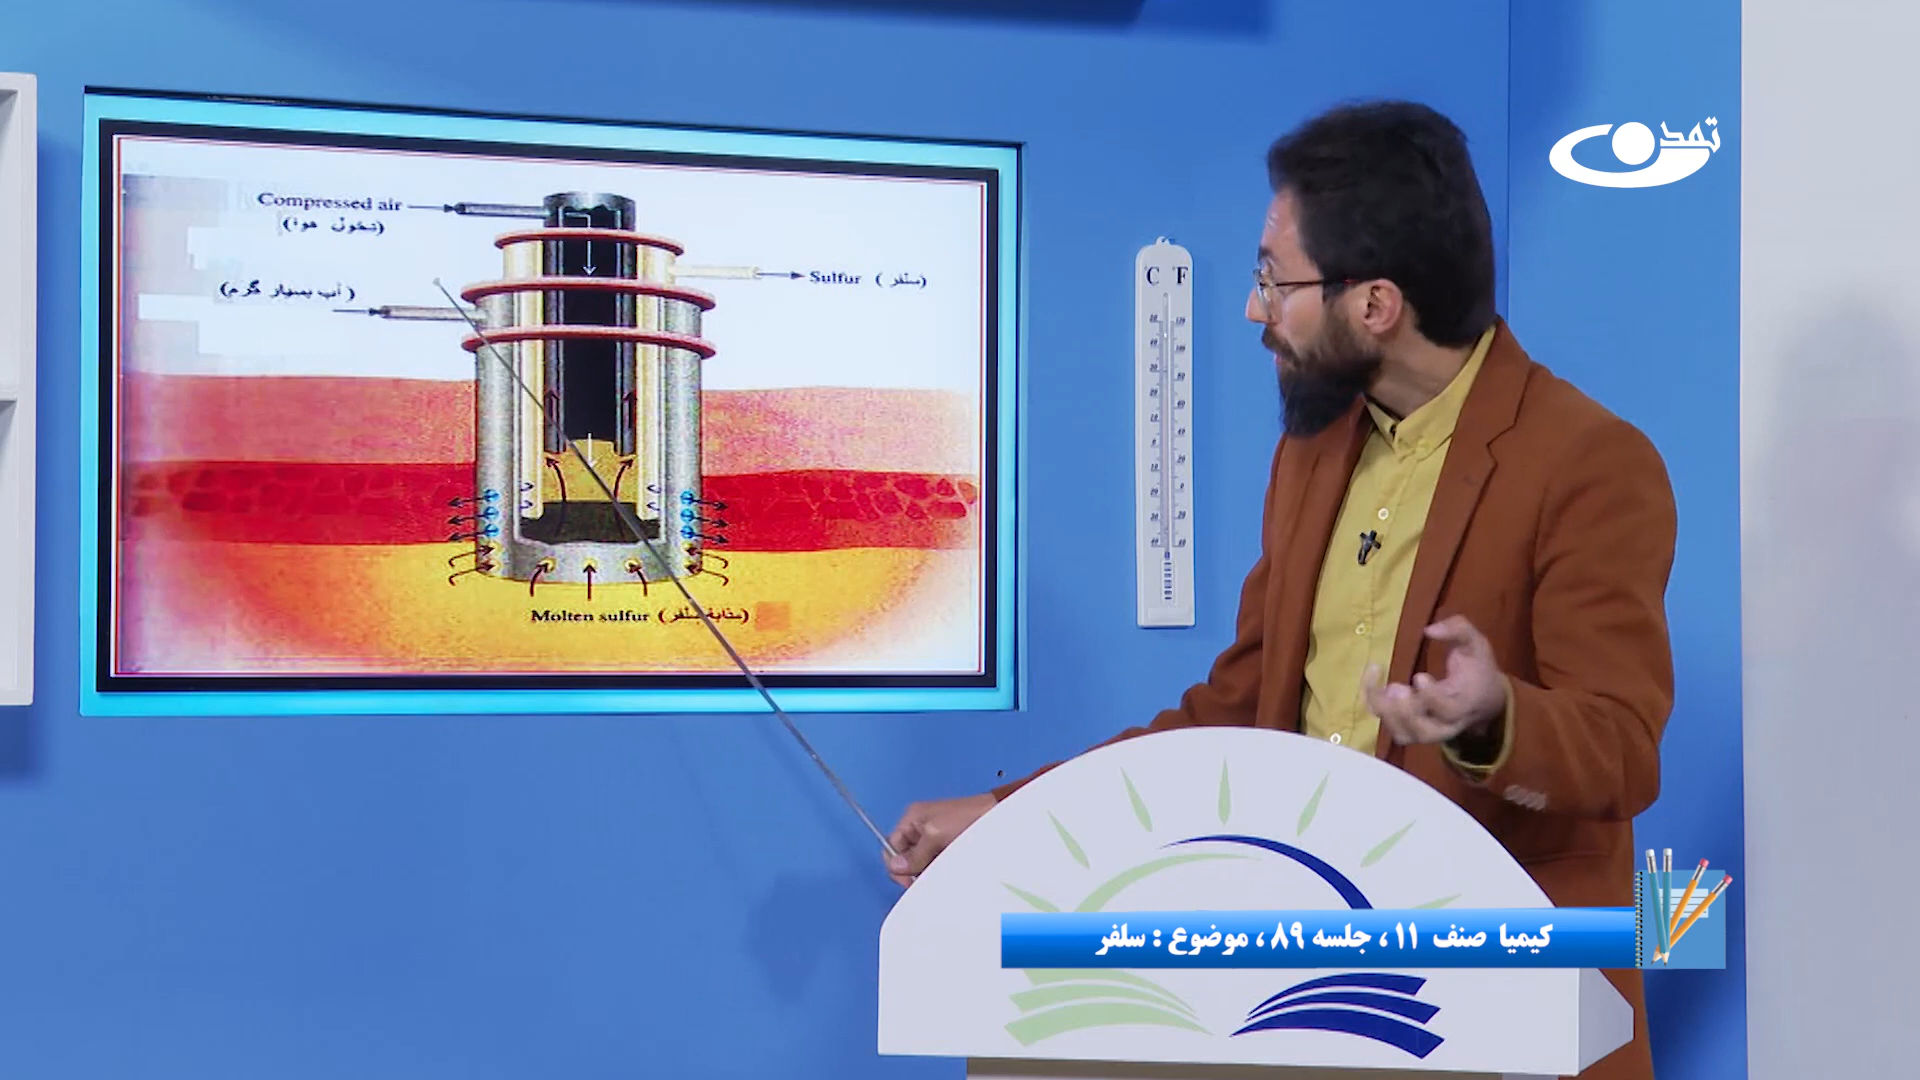 تمدن
Compressed air
(دخول هوا)
Sulfur (سلفر)
(آب بسیار گرم)
C F
Molten sulfur (مذابهٔ سلفر)
کیمیا صنف ۱۱، جلسه ۸۹، موضوع : سلفر